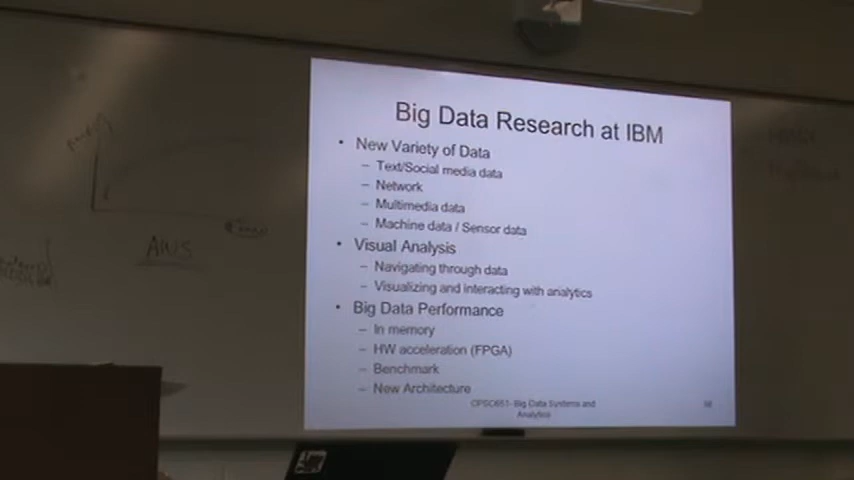 Big Data Research at IBM
• New Variety of Data
– Text/Social media data
– Network
– Multimedia data
– Machine data / Sensor data
• Visual Analysis
– Navigating through data
– Visualizing and interacting with analytics
• Big Data Performance
– In memory
– HW acceleration (FPGA)
– Benchmark
– New Architecture
CPSC651- Big Data Systems and
Analytics
AWS